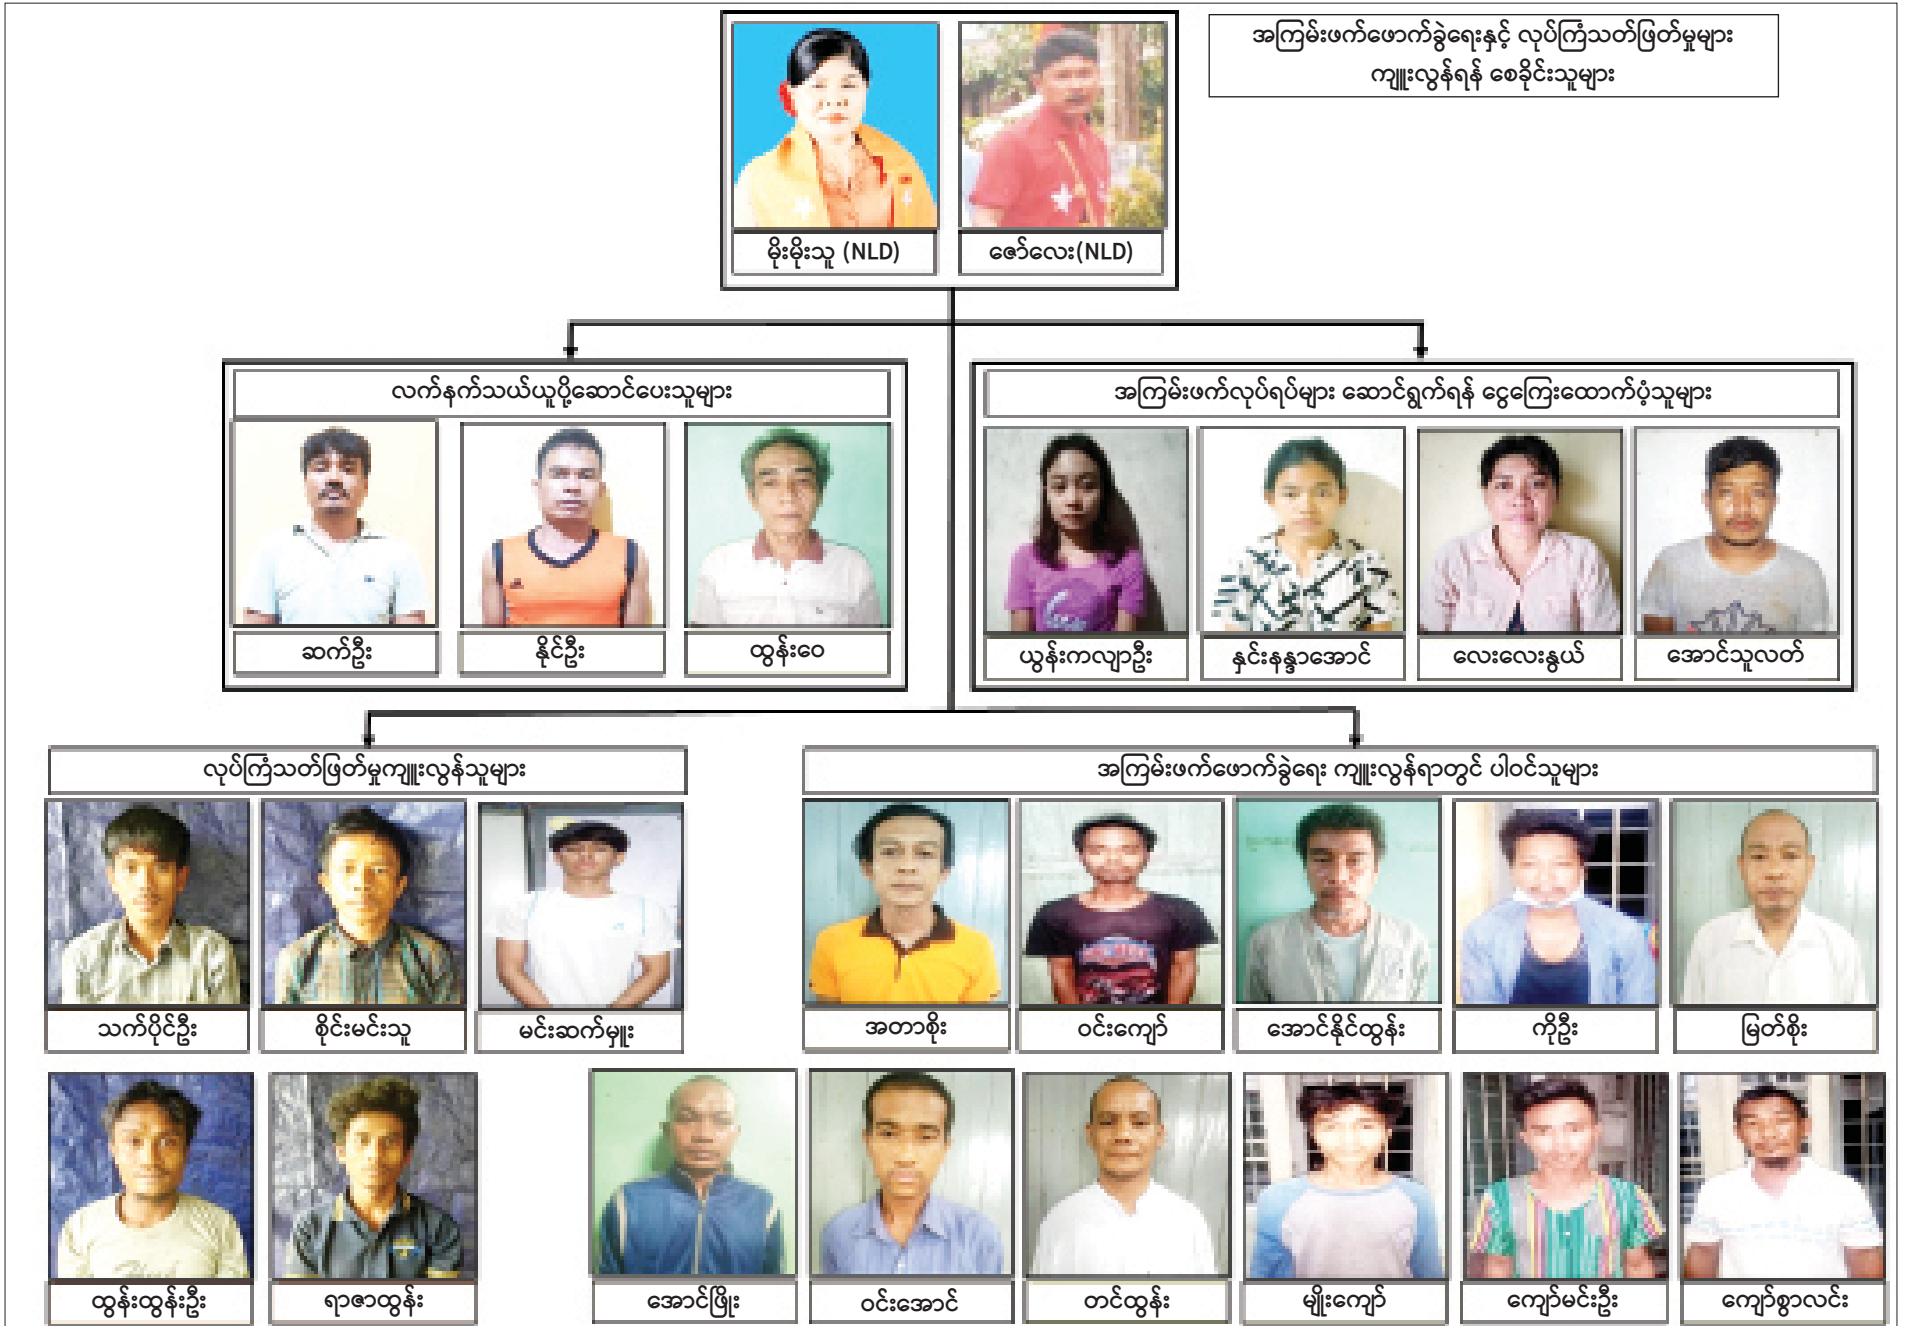 အကြမ်းဖက်ဖောက်ခွဲရေးနှင့် လုပ်ကြံသတ်ဖြတ်မှုများ
ကျူးလွန်ရန် စေခိုင်းသူများ
မိုးမိုးသူ (NLD)
ဇော်လေး(NLD)
လက်နက်သယ်ယူပို့ဆောင်ပေးသူများ
ဆက်ဦး
နိုင်ဦး
ထွန်းဝေ
အကြမ်းဖက်လုပ်ရပ်များ ဆောင်ရွက်ရန် ငွေကြေးထောက်ပံ့သူများ
ယွန်းကလျာဦး
နှင်းနန္ဒာအောင်
လေးလေးနွယ်
အောင်သူလတ်
လုပ်ကြံသတ်ဖြတ်မှုကျူးလွန်သူများ
သက်ပိုင်ဦး
စိုင်းမင်းသူ
မင်းဆက်မှူး
ထွန်းထွန်းဦး
ရာဇာထွန်း
အကြမ်းဖက်ဖောက်ခွဲရေး ကျူးလွန်ရာတွင် ပါဝင်သူများ
အတာစိုး
ဝင်းကျော်
အောင်နိုင်ထွန်း
ကိုဦး
မြတ်စိုး
အောင်ဖြိုး
ဝင်းအောင်
တင်ထွန်း
မျိုးကျော်
ကျော်မင်းဦး
ကျော်စွာလင်း